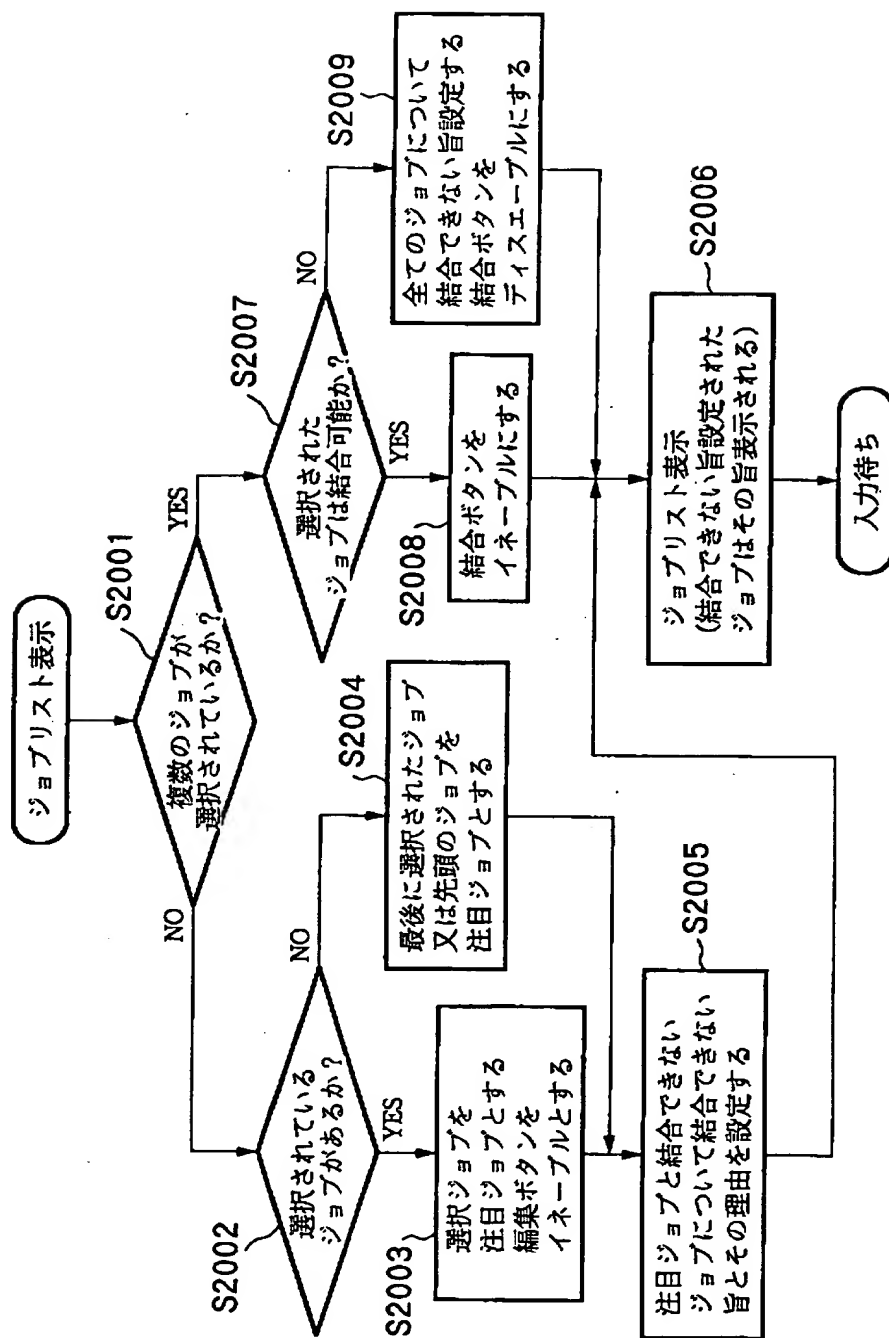 ジョブリスト表示
S2001
複数のジョブが
選択されているか?
NO
YES
S2002
選択されている
ジョブがあるか?
NO
YES
S2003
選択ジョブを
注目ジョブとする
編集ボタンを
イネーブルとする
S2004
最後に選択されたジョブ
又は先頭のジョブを
注目ジョブとする
S2005
注目ジョブと結合できない
ジョブについて結合できない
旨とその理由を設定する
S2007
選択された
ジョブは結合可能か?
NO
YES
S2008
結合ボタンを
イネーブルにする
S2009
全てのジョブについて
結合できない旨設定する
結合ボタンを
ディスエーブルにする
S2006
ジョブリスト表示
(結合できない旨設定された
ジョブはその旨表示される)
入力待ち